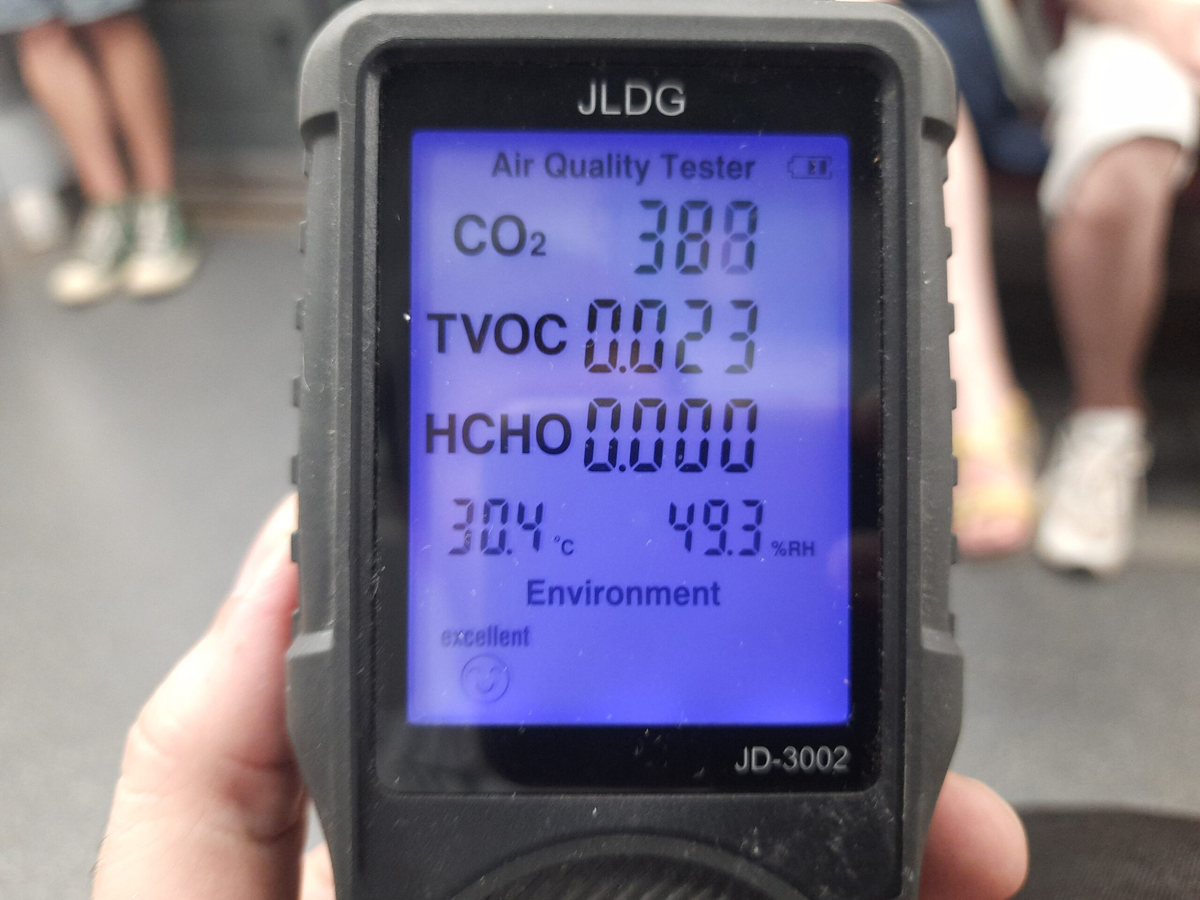 JLDG
Air Quality Tester
CO₂ 388
TVOC 0.023
HCHO 0.000
30.4 °C 49.3 %RH
Environment
excellent
JD-3002